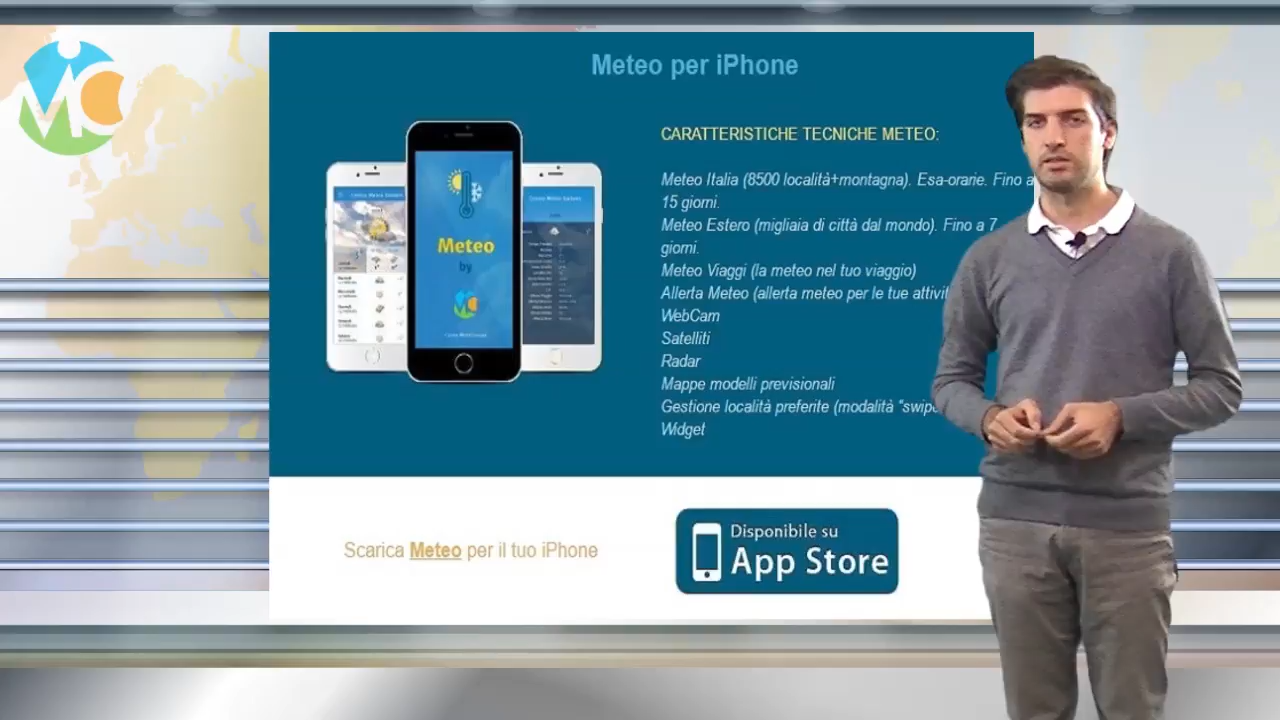 Meteo per iPhone
CARATTERISTICHE TECNICHE METEO:
Meteo Italia (8500 località+montagna). Esa-orarie. Fino a
15 giorni.
Meteo Estero (migliaia di città dal mondo). Fino a 7
giorni.
Meteo Viaggi (la meteo nel tuo viaggio)
Allerta Meteo (allerta meteo per le tue attivit
WebCam
Satelliti
Radar
Mappe modelli previsionali
Gestione località preferite (modalità "swipe
Widget
Meteo
by
Scarica Meteo per il tuo iPhone
Disponibile su
App Store